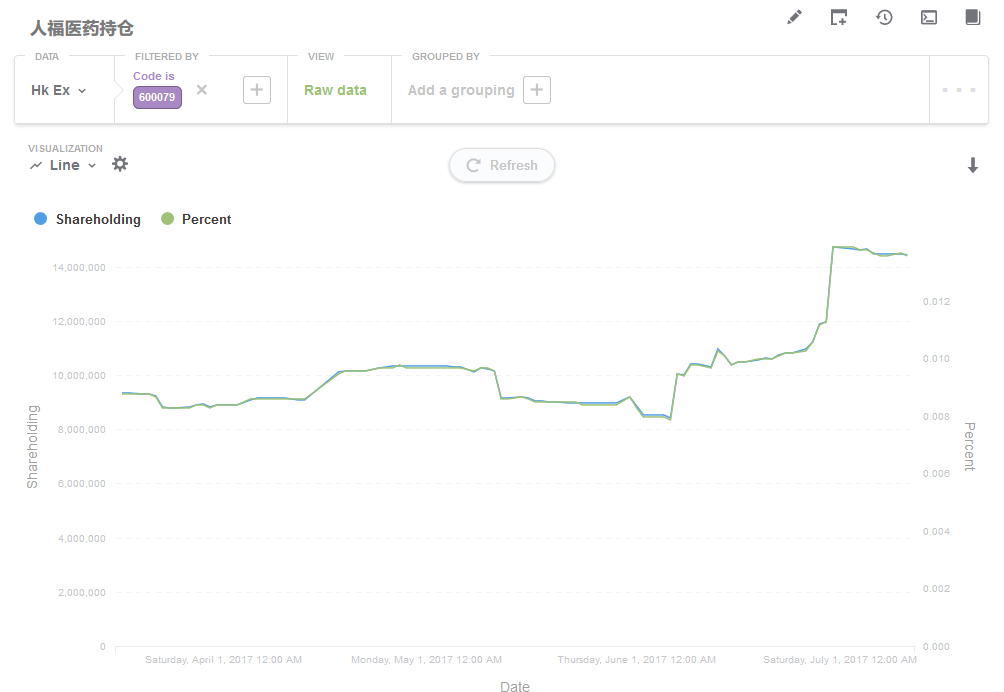 人福医药持仓
DATA
FILTERED BY
VIEW
GROUPED BY
Hk Ex
Code is
600079
Raw data
Add a grouping
VISUALIZATION
Line
Refresh
Shareholding
Percent
14,000,000
12,000,000
10,000,000
8,000,000
6,000,000
4,000,000
2,000,000
0
Shareholding
0.012
0.010
0.008
0.006
0.004
0.002
0.000
Percent
Saturday, April 1, 2017 12:00 AM
Monday, May 1, 2017 12:00 AM
Thursday, June 1, 2017 12:00 AM
Saturday, July 1, 2017 12:00 AM
Date